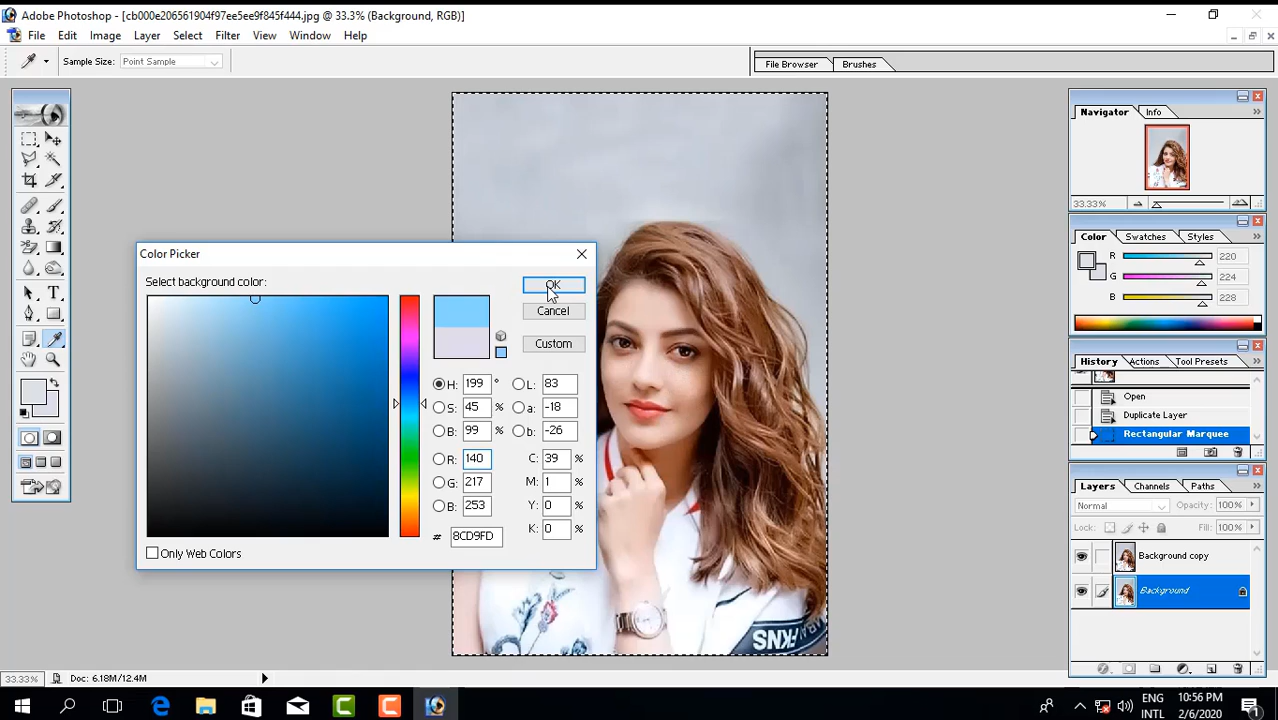 Adobe Photoshop - [cb000e206561904f97ee5ee9f845f444.jpg @ 33.3% (Background, RGB)]
File Edit Image Layer Select Filter View Window Help
Sample Size: Point Sample
File Browser Brushes
Navigator Info
33.33%
Color Swatches Styles
R 220
G 224
B 228
History Actions Tool Presets
Open
Duplicate Layer
Rectangular Marquee
Layers Channels Paths
Normal Opacity: 100%
Lock: Fill: 100%
Background copy
Background
Color Picker
Select background color:
OK
Cancel
Custom
H: 199 ° L: 83
S: 45 % a: -18
B: 99 % b: -26
R: 140 C: 39 %
G: 217 M: 1 %
B: 253 Y: 0 %
# 8CD9FD K: 0 %
Only Web Colors
T
33.33% Doc: 6.18M/12.4M
ENG
INTL
10:56 PM
2/6/2020
1